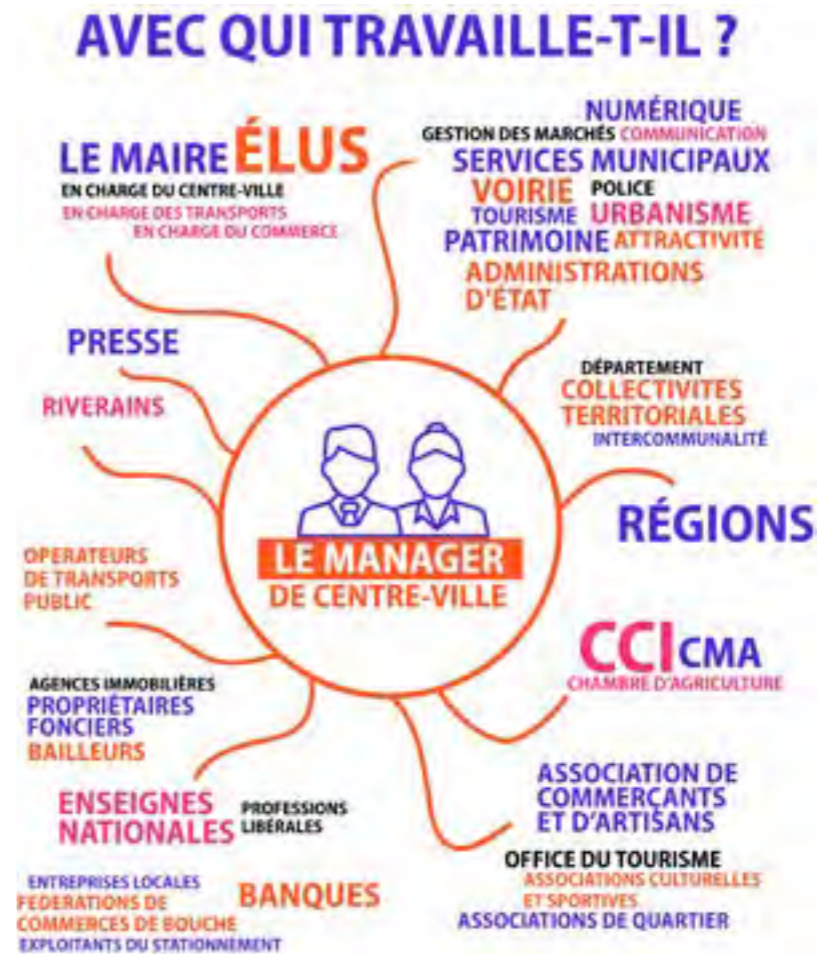 AVEC QUI TRAVAILLE-T-IL ?
LE MAIRE ÉLUS
EN CHARGE DU CENTRE-VILLE
EN CHARGE DES TRANSPORTS
EN CHARGE DU COMMERCE
NUMÉRIQUE
GESTION DES MARCHÉS COMMUNICATION
SERVICES MUNICIPAUX
VOIRIE POLICE
TOURISME URBANISME
PATRIMOINE ATTRACTIVITÉ
ADMINISTRATIONS
D'ÉTAT
PRESSE
RIVERAINS
DÉPARTEMENT
COLLECTIVITES
TERRITORIALES
INTERCOMMUNALITÉ
RÉGIONS
LE MANAGER
DE CENTRE-VILLE
OPERATEURS
DE TRANSPORTS
PUBLIC
CCI CMA
CHAMBRE D'AGRICULTURE
AGENCES IMMOBILIÈRES
PROPRIÉTAIRES
FONCIERS
BAILLEURS
ASSOCIATION DE
COMMERÇANTS
ET D'ARTISANS
ENSEIGNES
NATIONALES
PROFESSIONS
LIBÉRALES
OFFICE DU TOURISME
ASSOCIATIONS CULTURELLES
ET SPORTIVES
ASSOCIATIONS DE QUARTIER
ENTREPRISES LOCALES
FEDERATIONS DE
COMMERCES DE BOUCHE
EXPLOITANTS DU STATIONNEMENT
BANQUES